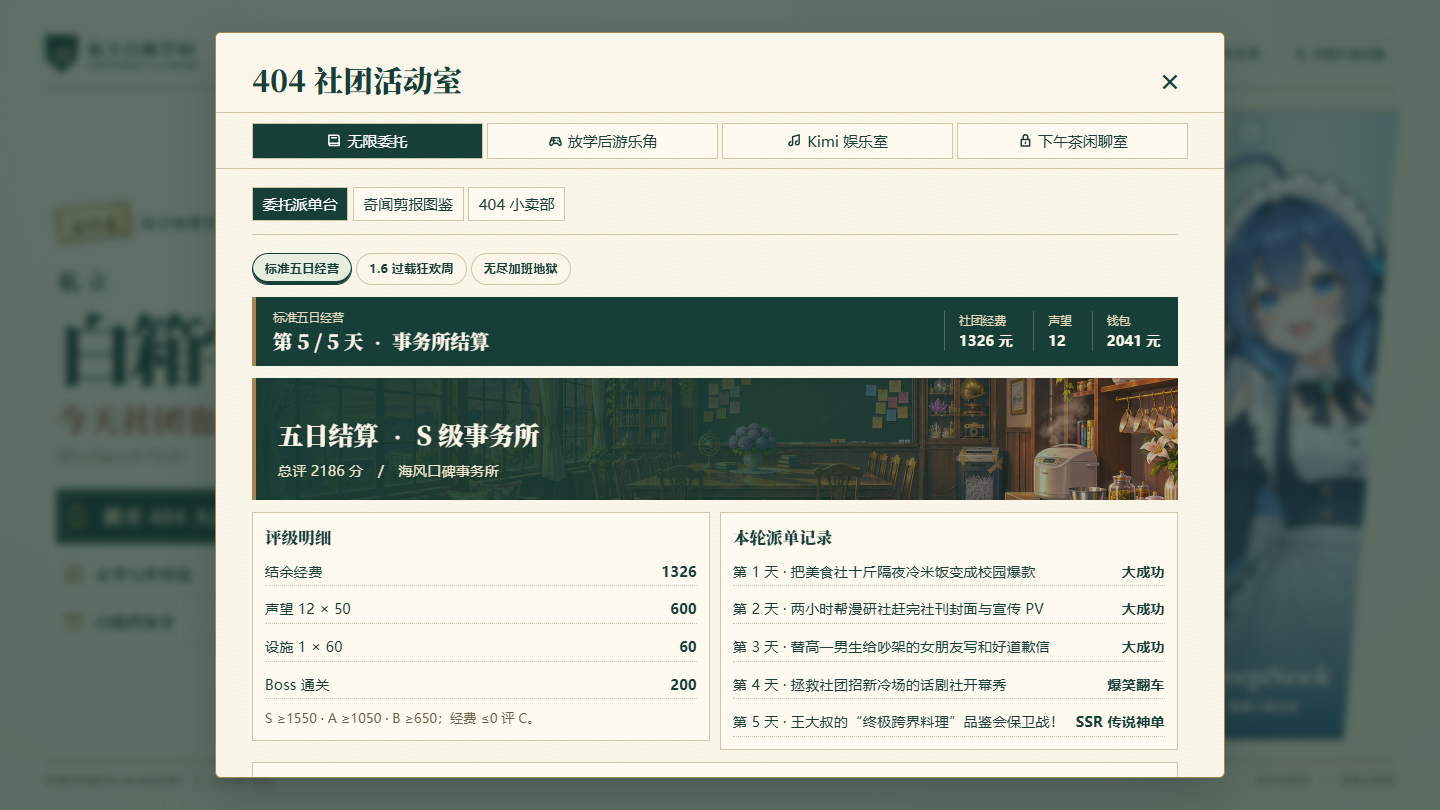 404 社团活动室
无限委托
放学后游乐角
Kimi 娱乐室
下午茶闲聊室
委托派单台
奇闻剪报图鉴
404 小卖部
标准五日经营
1.6 过载狂欢周
无尽加班地狱
标准五日经营
第 5 / 5 天 · 事务所结算
社团经费
1326 元
声望
12
钱包
2041 元
五日结算 · S 级事务所
总评 2186 分 / 海风口碑事务所
评级明细
结余经费 1326
声望 12 × 50 600
设施 1 × 60 60
Boss 通关 200
S ≥1550 · A ≥1050 · B ≥650；经费 ≤0 评 C。
本轮派单记录
第 1 天 · 把美食社十斤隔夜冷米饭变成校园爆款 大成功
第 2 天 · 两小时帮漫研社赶完社刊封面与宣传 PV 大成功
第 3 天 · 替高一男生给吵架的女朋友写和好道歉信 大成功
第 4 天 · 拯救社团招新冷场的话剧社开幕秀 爆笑翻车
第 5 天 · 王大叔的“终极跨界料理”品鉴会保卫战！ SSR 传说神单